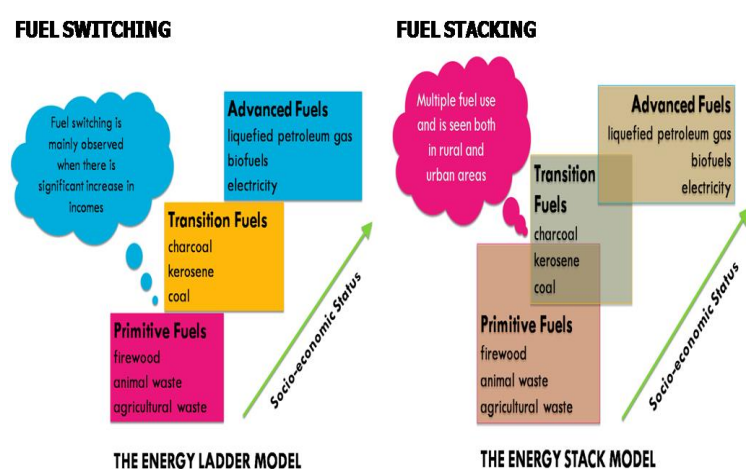 FUEL SWITCHING
Fuel switching is
mainly observed
when there is
significant increase in
incomes
Advanced Fuels
liquefied petroleum gas
biofuels
electricity
Transition Fuels
charcoal
kerosene
coal
Primitive Fuels
firewood
animal waste
agricultural waste
Socio-economic Status
THE ENERGY LADDER MODEL
FUEL STACKING
Multiple fuel use
and is seen both
in rural and
urban areas
Advanced Fuels
liquefied petroleum gas
biofuels
electricity
Transition
Fuels
charcoal
kerosene
coal
Primitive Fuels
firewood
animal waste
agricultural waste
Socio-economic Status
THE ENERGY STACK MODEL